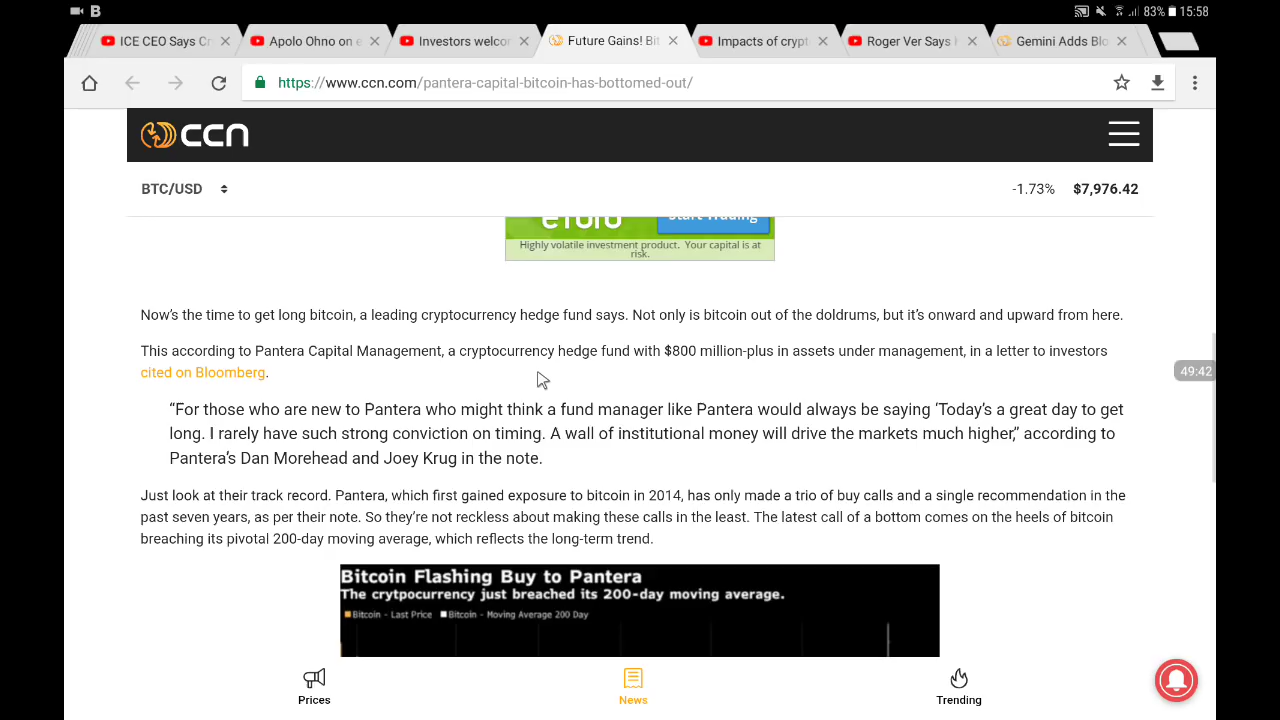 B 83% 15:58
ICE CEO Says Cr Apolo Ohno on e Investors welcor Future Gains! Bit Impacts of crypt Roger Ver Says I Gemini Adds Blo
https://www.ccn.com/pantera-capital-bitcoin-has-bottomed-out/
ccn
BTC/USD -1.73% $7,976.42
eToro Start Trading
Highly volatile investment product. Your capital is at
risk.
Now's the time to get long bitcoin, a leading cryptocurrency hedge fund says. Not only is bitcoin out of the doldrums, but it's onward and upward from here.
This according to Pantera Capital Management, a cryptocurrency hedge fund with $800 million-plus in assets under management, in a letter to investors
cited on Bloomberg.
49:42
“For those who are new to Pantera who might think a fund manager like Pantera would always be saying ‘Today's a great day to get
long. I rarely have such strong conviction on timing. A wall of institutional money will drive the markets much higher,” according to
Pantera's Dan Morehead and Joey Krug in the note.
Just look at their track record. Pantera, which first gained exposure to bitcoin in 2014, has only made a trio of buy calls and a single recommendation in the
past seven years, as per their note. So they're not reckless about making these calls in the least. The latest call of a bottom comes on the heels of bitcoin
breaching its pivotal 200-day moving average, which reflects the long-term trend.
Bitcoin Flashing Buy to Pantera
The crytpocurrency just breached its 200-day moving average.
Bitcoin - Last Price Bitcoin - Moving Average 200 Day
Prices News Trending